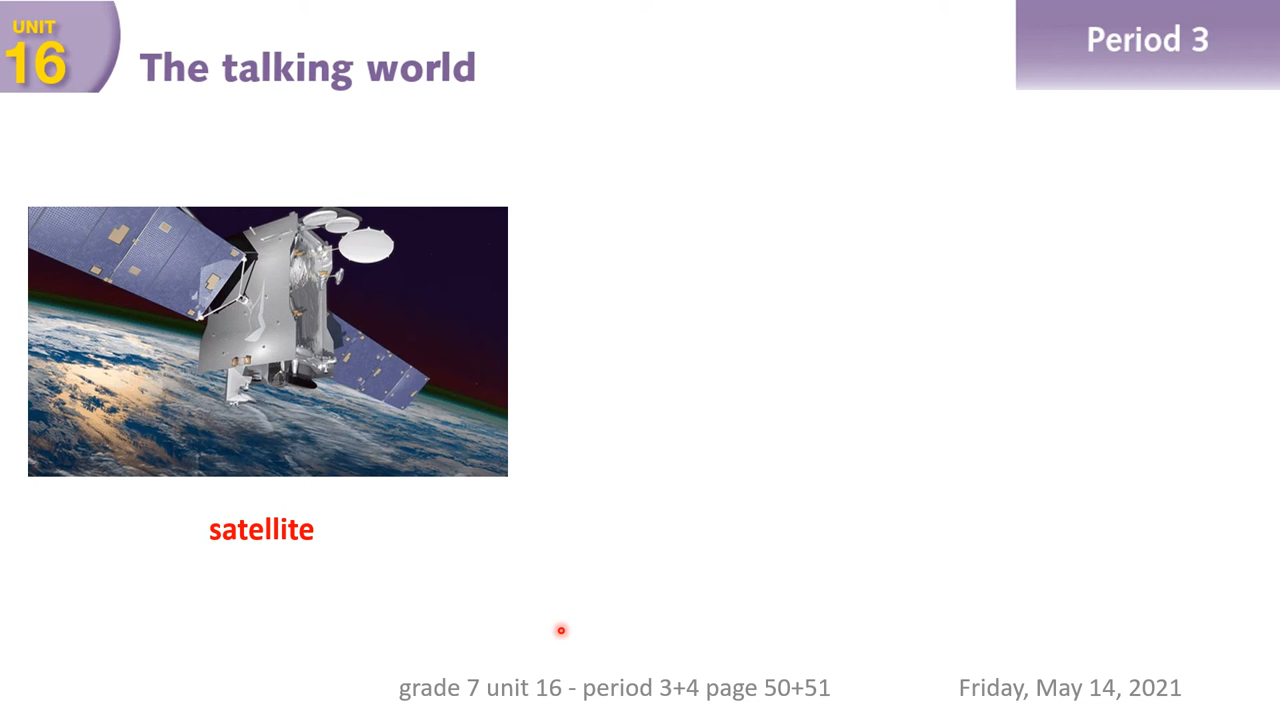 UNIT
16
The talking world
Period 3
satellite
grade 7 unit 16 - period 3+4 page 50+51
Friday, May 14, 2021